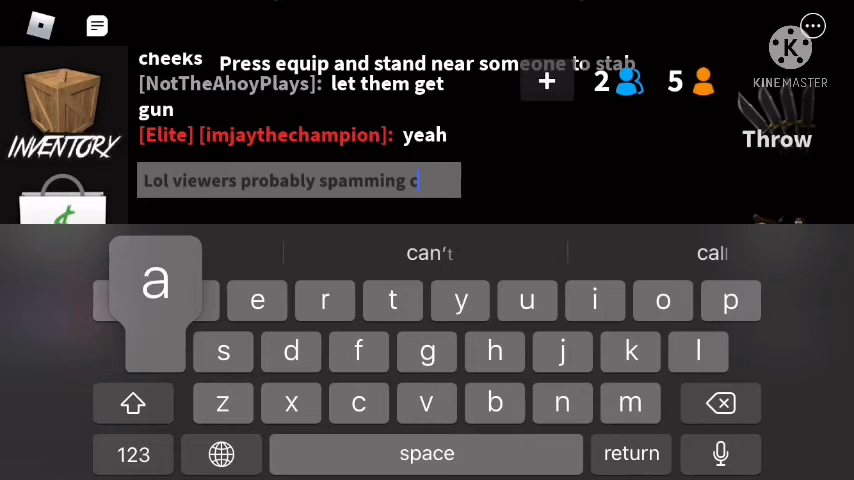 cheeks
Press equip and stand near someone to stab
[NotTheAhoyPlays]: let them get
gun
[Elite] [imjaythechampion]: yeah
Lol viewers probably spamming c
+
2
5
K
KINEMASTER
Throw
INVENTORY
can't
call
a
e r t y u i o p
s d f g h j k l
z x c v b n m
123
space
return